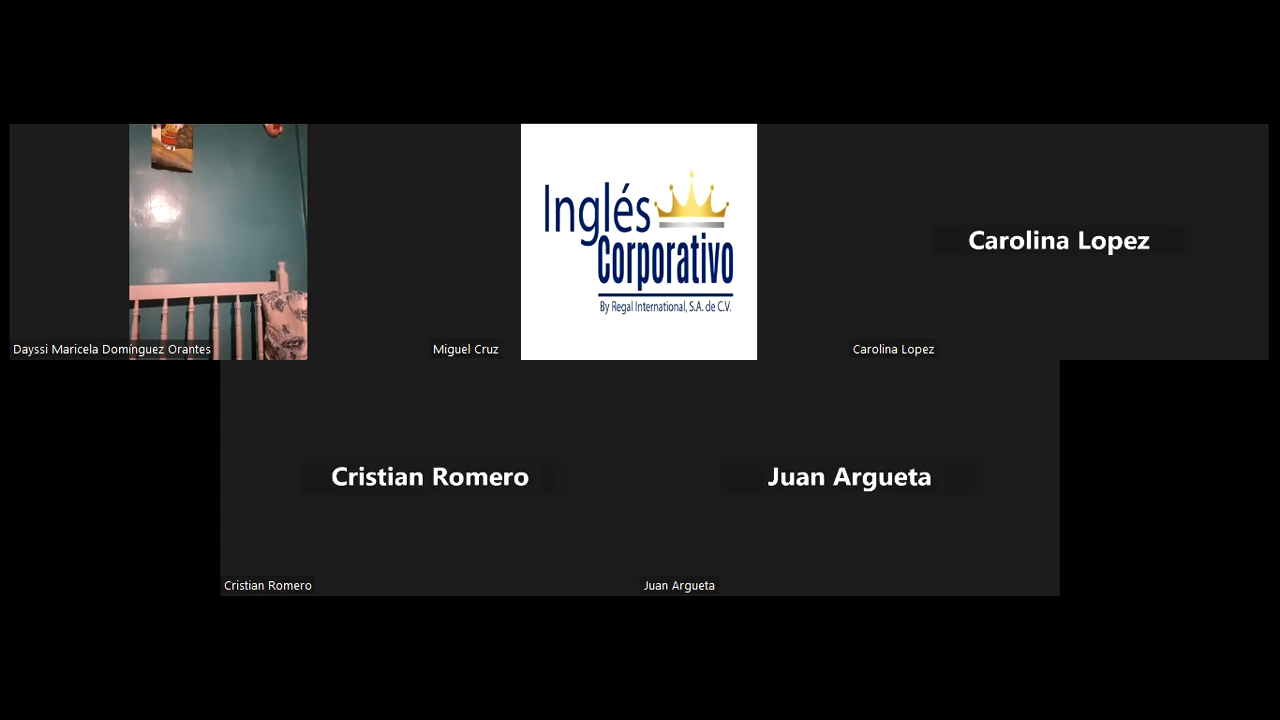 Inglés
Corporativo
By Regal International, S.A. de C.V.
Carolina Lopez
Dayssi Maricela Domínguez Orantes
Miguel Cruz
Carolina Lopez
Cristian Romero
Juan Argueta
Cristian Romero
Juan Argueta